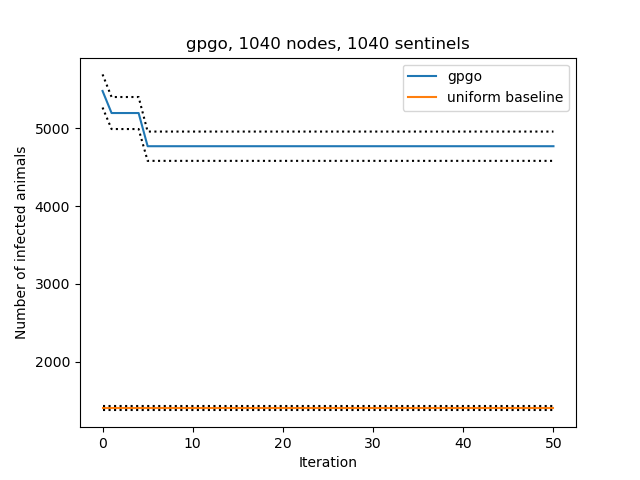 gpgo, 1040 nodes, 1040 sentinels
gpgo
uniform baseline
Number of infected animals
5000
4000
3000
2000
0 10 20 30 40 50
Iteration